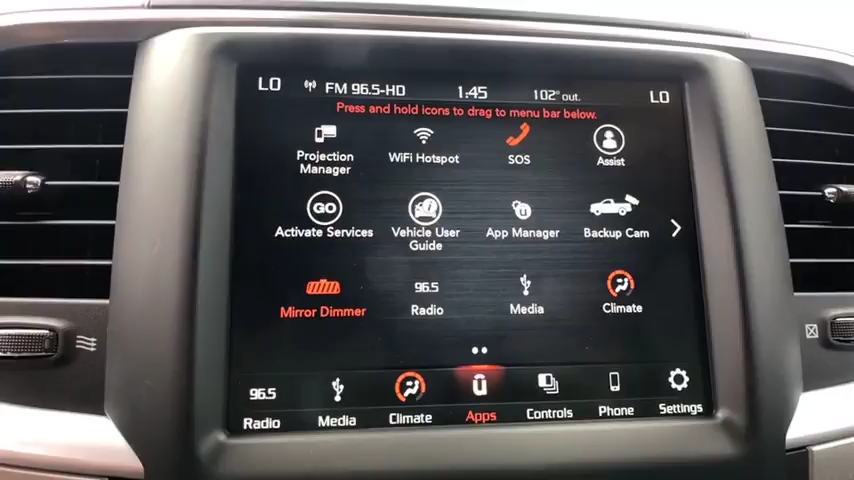 LO FM 96.5-HD 1:45 102° out. LO
Press and hold icons to drag to menu bar below.
Projection Manager
WiFi Hotspot
SOS
Assist
GO
Activate Services
Vehicle User Guide
App Manager
Backup Cam
Mirror Dimmer
96.5
Radio
Media
Climate
96.5
Radio
Media
Climate
Apps
Controls
Phone
Settings